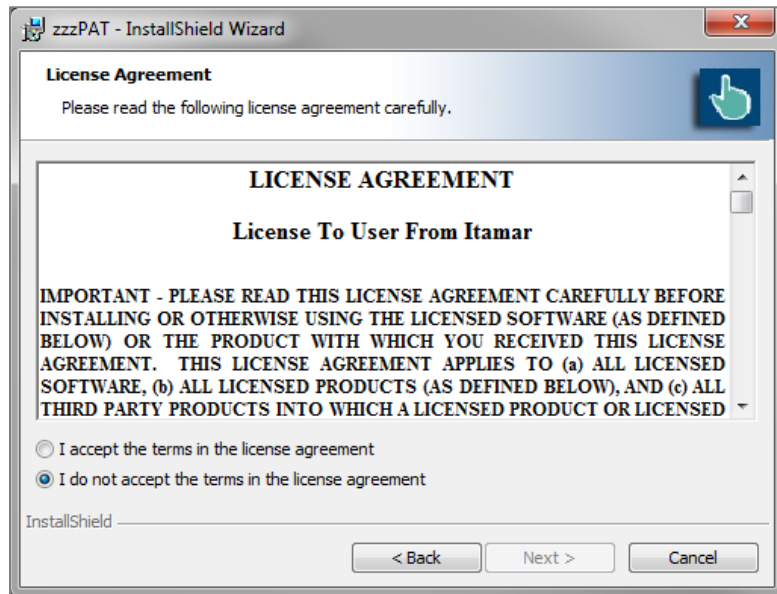 zzzPAT - InstallShield Wizard
License Agreement
Please read the following license agreement carefully.
LICENSE AGREEMENT
License To User From Itamar
IMPORTANT - PLEASE READ THIS LICENSE AGREEMENT CAREFULLY BEFORE
INSTALLING OR OTHERWISE USING THE LICENSED SOFTWARE (AS DEFINED
BELOW) OR THE PRODUCT WITH WHICH YOU RECEIVED THIS LICENSE
AGREEMENT. THIS LICENSE AGREEMENT APPLIES TO (a) ALL LICENSED
SOFTWARE, (b) ALL LICENSED PRODUCTS (AS DEFINED BELOW), AND (c) ALL
THIRD PARTY PRODUCTS INTO WHICH A LICENSED PRODUCT OR LICENSED
I accept the terms in the license agreement
I do not accept the terms in the license agreement
InstallShield
< Back
Next >
Cancel